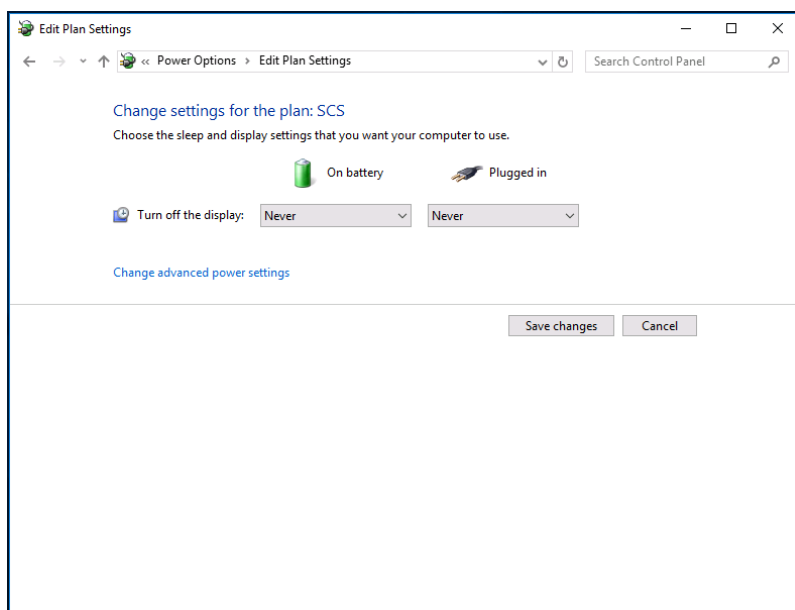 Edit Plan Settings
« Power Options > Edit Plan Settings
Search Control Panel
Change settings for the plan: SCS
Choose the sleep and display settings that you want your computer to use.
On battery
Plugged in
Turn off the display: Never Never
Change advanced power settings
Save changes Cancel